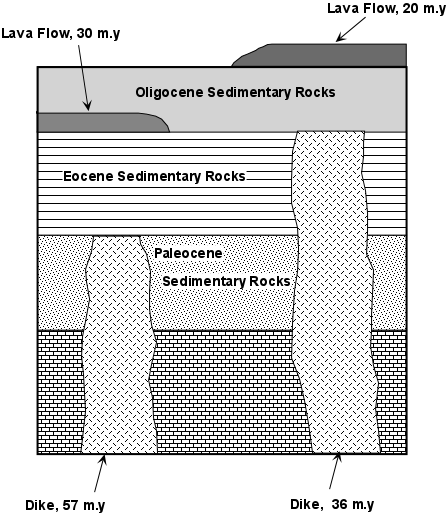 Lava Flow, 20 m.y
Lava Flow, 30 m.y
Oligocene Sedimentary Rocks
Eocene Sedimentary Rocks
Paleocene
Sedimentary Rocks
Dike, 57 m.y
Dike,  36 m.y